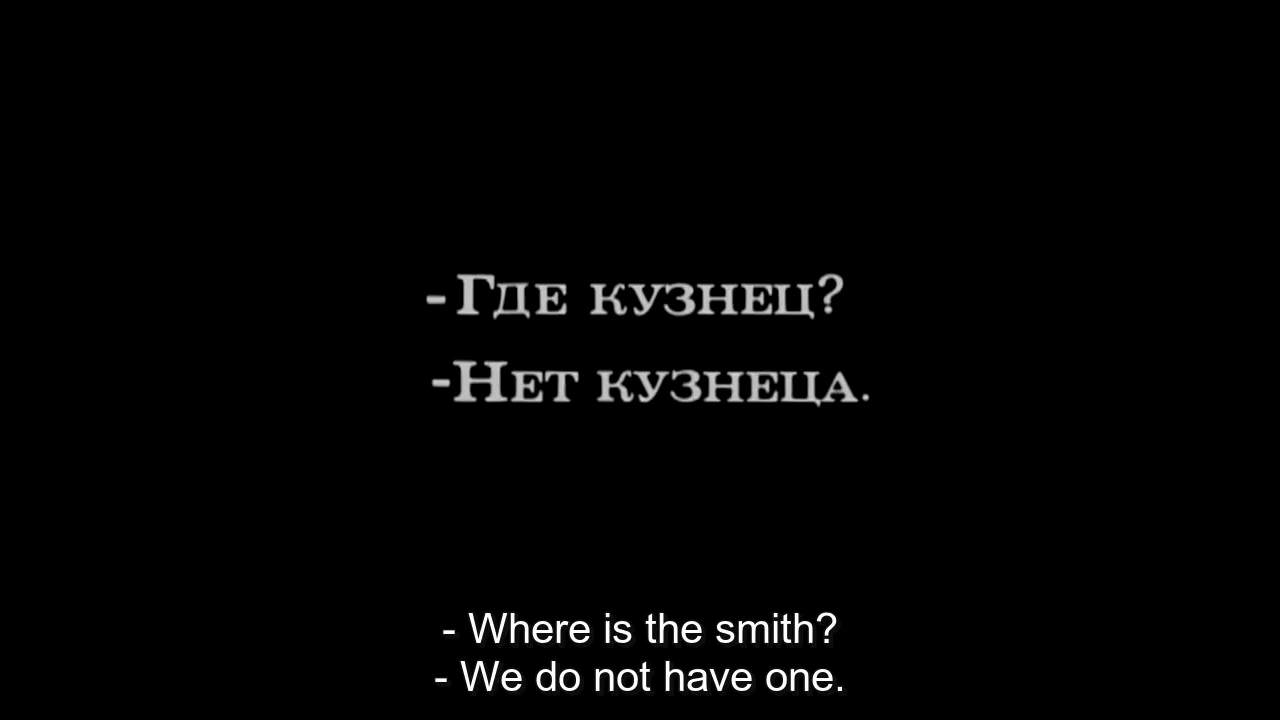 -Где кузнец?
-Нет кузнеца.
- Where is the smith?
- We do not have one.